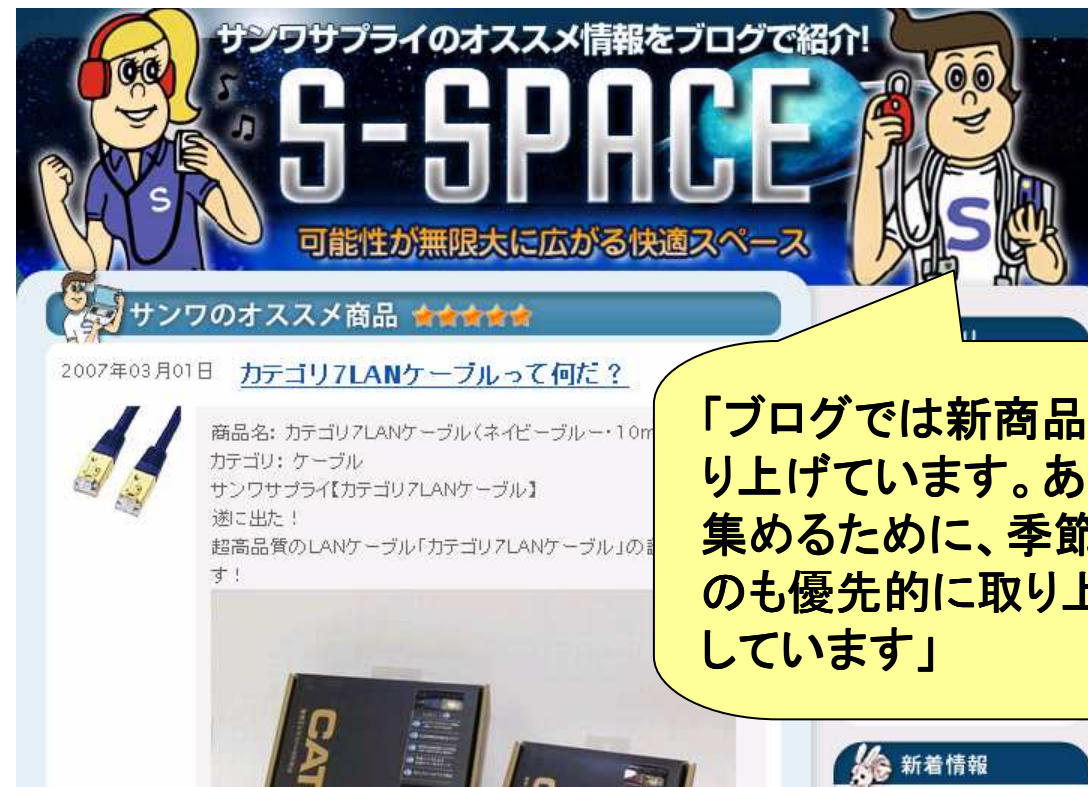 サンワサプライのオススメ情報をブログで紹介!
S-SPACE
可能性が無限大に広がる快適スペース
S
S
サンワのオススメ商品 ★★★★★
2007年03月01日 カテゴリ7LANケーブルって何だ？
商品名: カテゴリ7LANケーブル（ネイビーブルー・10m
カテゴリ: ケーブル
サンワサプライ【カテゴリ7LANケーブル】
遂に出た！
超高品質のLANケーブル「カテゴリ7LANケーブル」の
す！
「ブログでは新商品
り上げています。あ
集めるために、季節
のも優先的に取り上
しています」
CAT
CA
新着情報